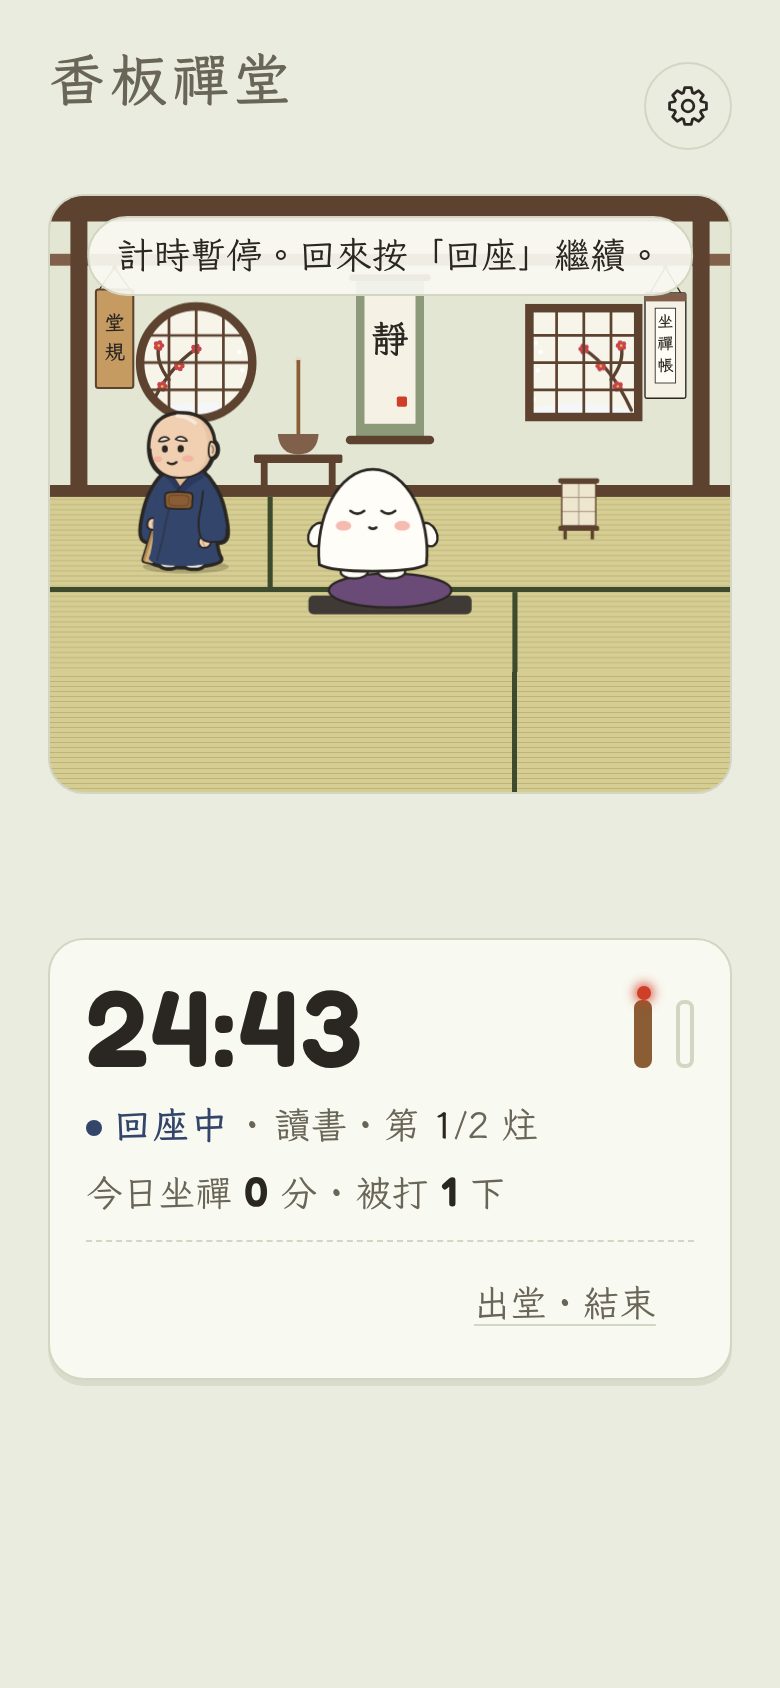 香板禪堂
計時暫停。回來按「回座」繼續。
堂規
靜
坐禪帳
24:43
回座中・讀書・第 1/2 炷
今日坐禪 0 分・被打 1 下
出堂・結束